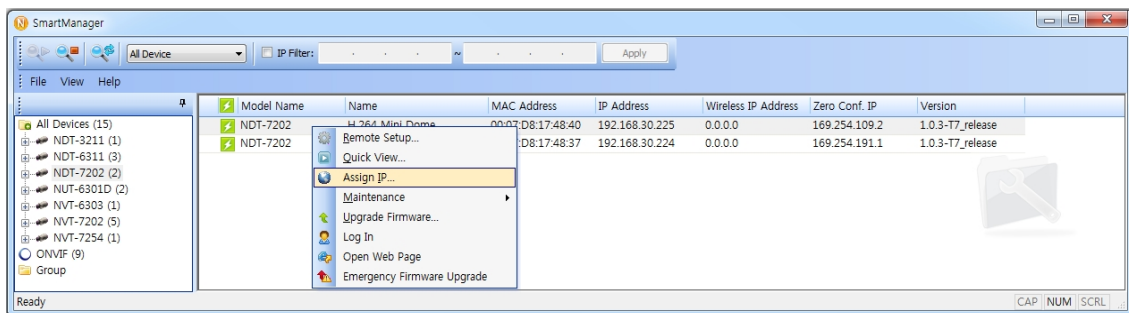 SmartManager
All Device IP Filter: . . . ~ . . . Apply
File View Help
Model Name Name MAC Address IP Address Wireless IP Address Zero Conf. IP Version
All Devices (15)
NDT-3211 (1)
NDT-6311 (3)
NDT-7202 (2)
NUT-6301D (2)
NVT-6303 (1)
NVT-7202 (5)
NVT-7254 (1)
ONVIF (9)
Group
NDT-7202 H.264 Mini Dome 00:07:D8:17:48:40 192.168.30.225 0.0.0.0 169.254.109.2 1.0.3-T7_release
NDT-7202 :D8:17:48:37 192.168.30.224 0.0.0.0 169.254.191.1 1.0.3-T7_release
Remote Setup...
Quick View...
Assign IP...
Maintenance
Upgrade Firmware...
Log In
Open Web Page
Emergency Firmware Upgrade
Ready CAP NUM SCRL